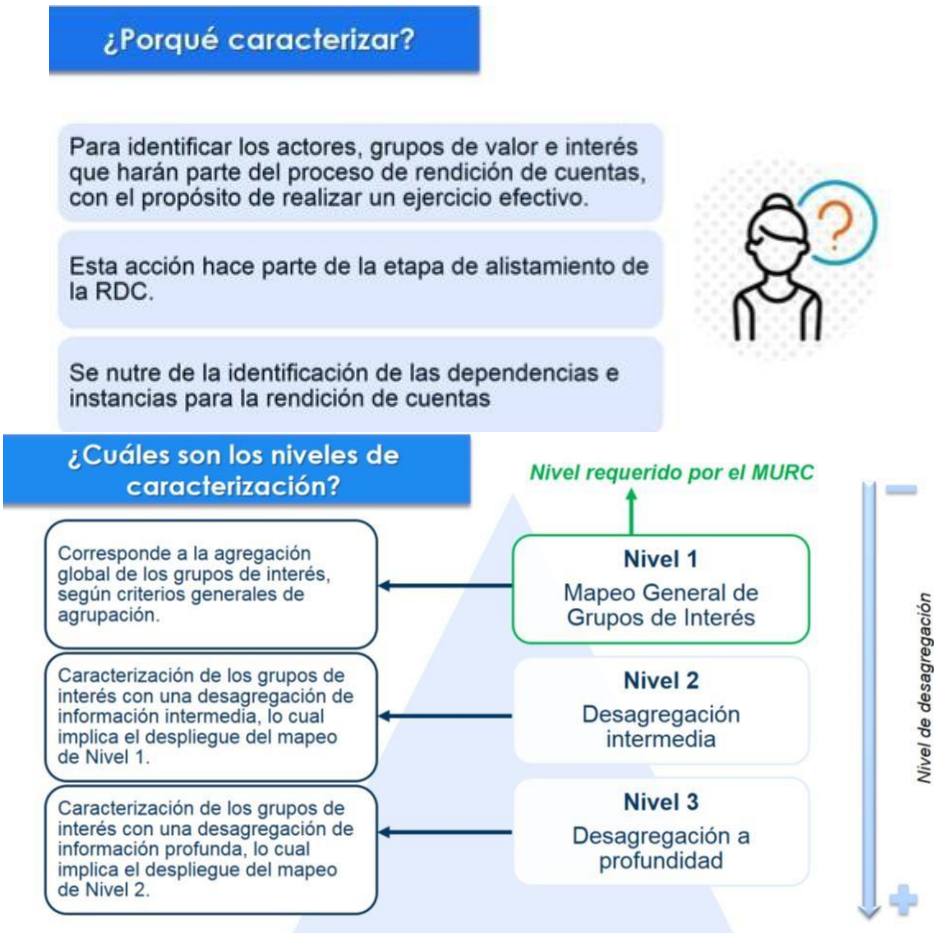 ¿Porqué caracterizar?
Para identificar los actores, grupos de valor e interés
que harán parte del proceso de rendición de cuentas,
con el propósito de realizar un ejercicio efectivo.
Esta acción hace parte de la etapa de alistamiento de
la RDC.
Se nutre de la identificación de las dependencias e
instancias para la rendición de cuentas
?
¿Cuáles son los niveles de
caracterización?
Nivel requerido por el MURC
Corresponde a la agregación
global de los grupos de interés,
según criterios generales de
agrupación.
Nivel 1
Mapeo General de
Grupos de Interés
Caracterización de los grupos de
interés con una desagregación de
información intermedia, lo cual
implica el despliegue del mapeo
de Nivel 1.
Nivel 2
Desagregación
intermedia
Caracterización de los grupos de
interés con una desagregación de
información profunda, lo cual
implica el despliegue del mapeo
de Nivel 2.
Nivel 3
Desagregación a
profundidad
Nivel de desagregación